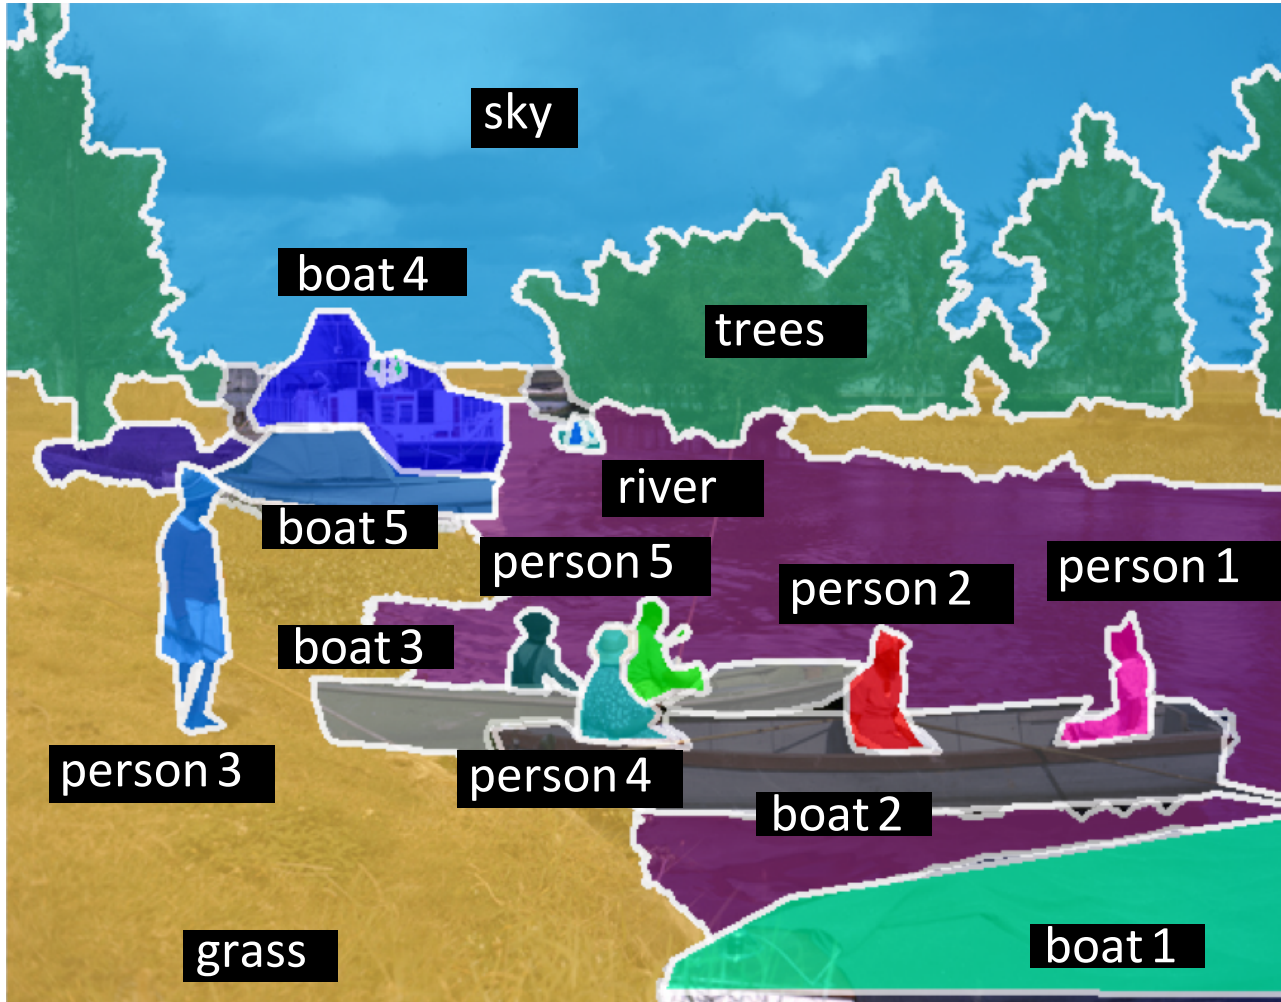 sky
boat 4
trees
river
boat 5
person 5
person 2
person 1
boat 3
person 3
person 4
boat 2
grass
boat 1